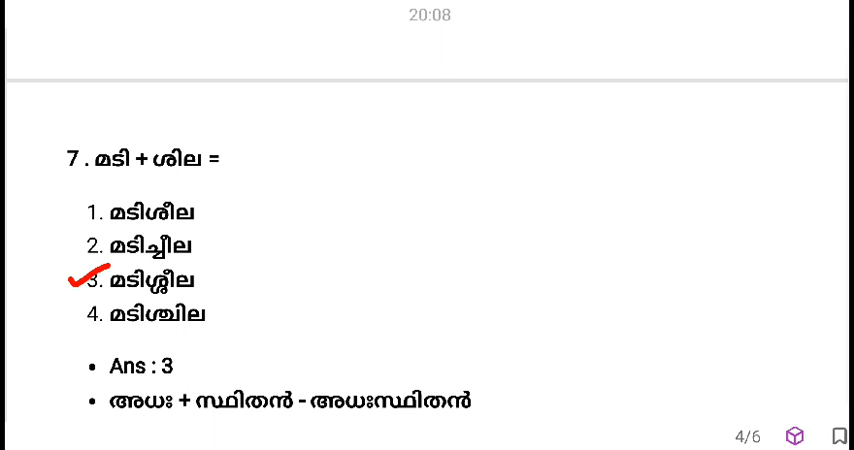 20:08
7 . മടി + ശില =
1. മടിശീല
2. മടിച്ചീല
3. മടിശ്ശീല
4. മടിശ്ചില
• Ans : 3
• അധഃ + സ്ഥിതൻ - അധഃസ്ഥിതൻ
4/6